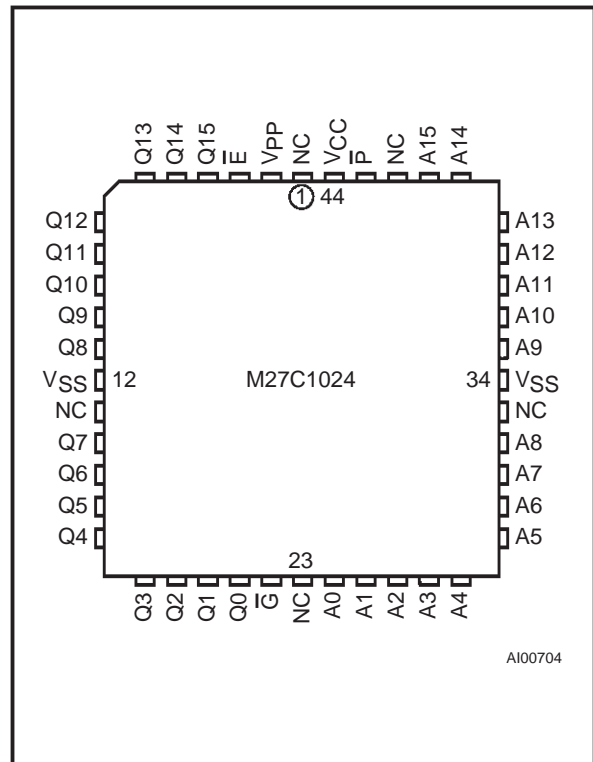 Q13 Q14 Q15 E̅ VPP NC VCC P̅ NC A15 A14
1 44
Q12 A13
Q11 A12
Q10 A11
Q9 A10
Q8 A9
VSS 12 M27C1024 34 VSS
NC NC
Q7 A8
Q6 A7
Q5 A6
Q4 A5
23
Q3 Q2 Q1 Q0 G̅ NC A0 A1 A2 A3 A4
AI00704